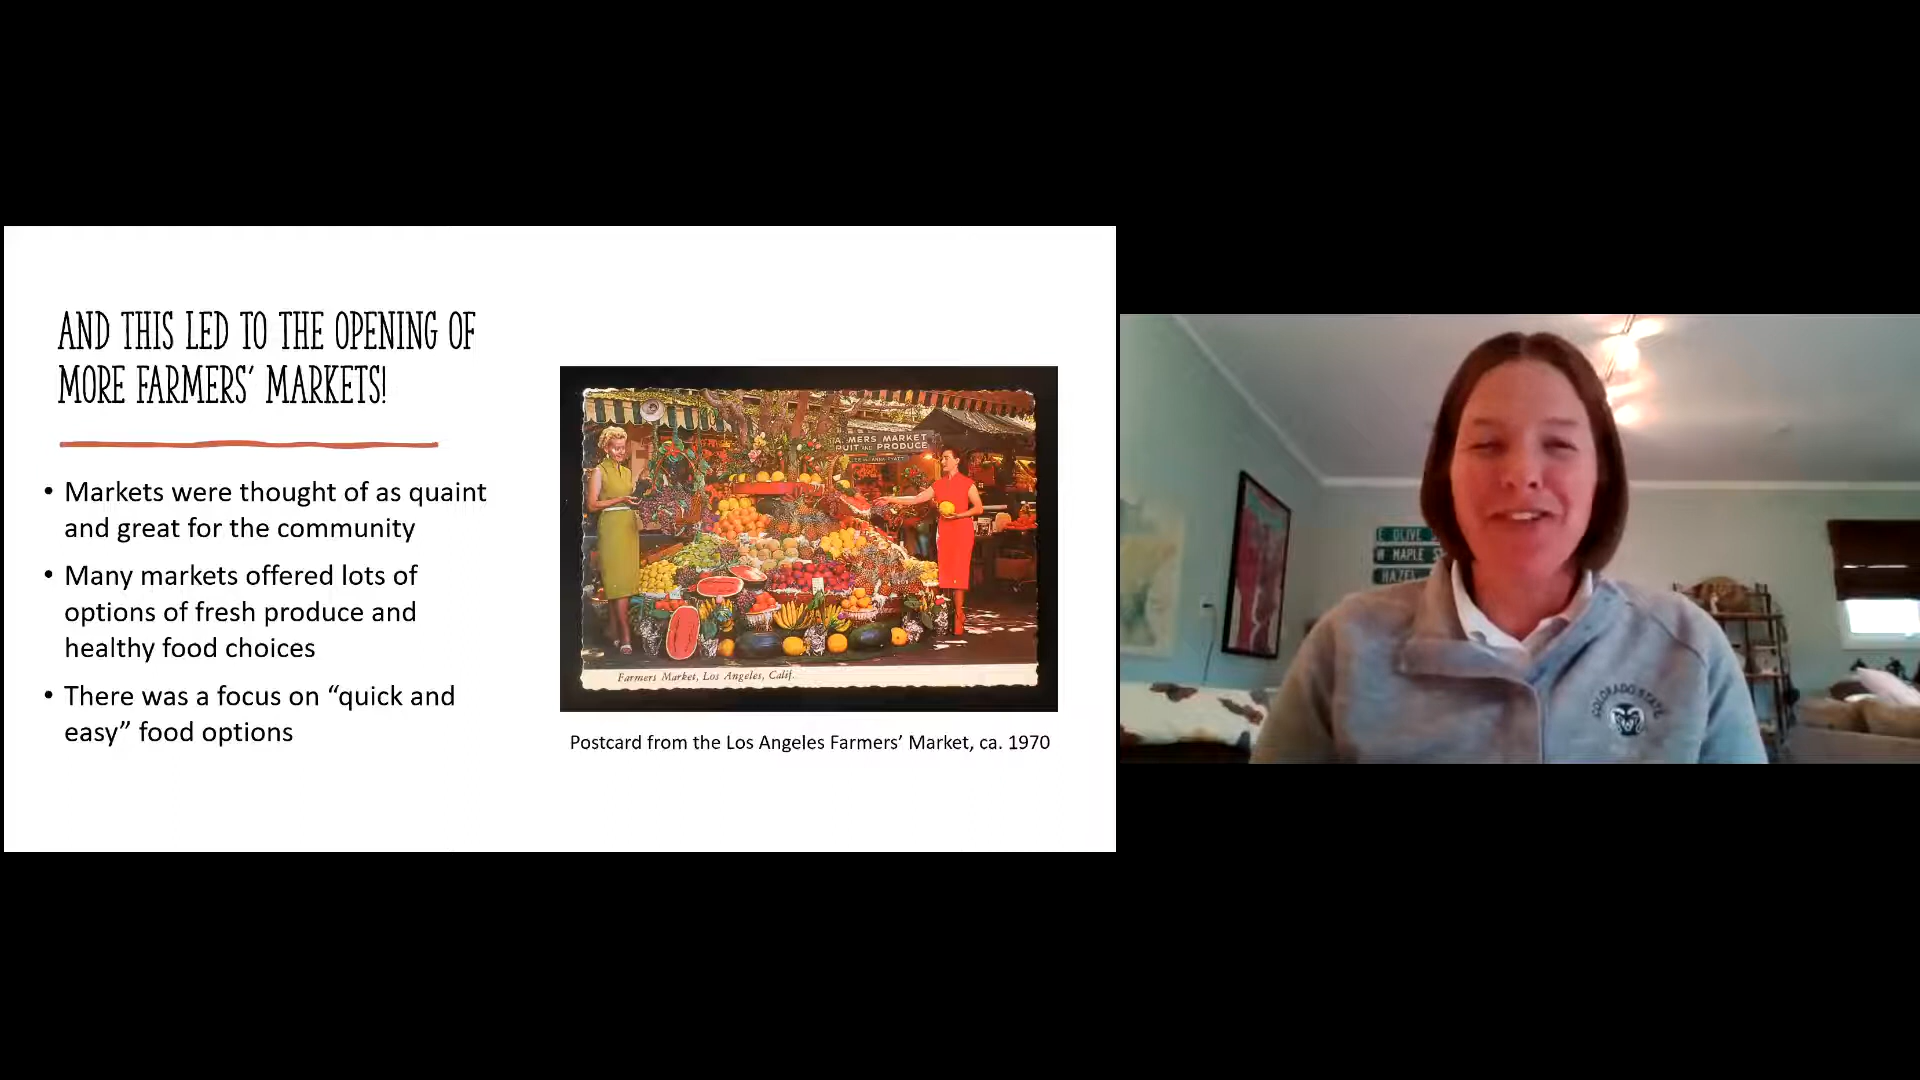 AND THIS LED TO THE OPENING OF
MORE FARMERS’ MARKETS!
• Markets were thought of as quaint
and great for the community
• Many markets offered lots of
options of fresh produce and
healthy food choices
• There was a focus on “quick and
easy” food options
MERS MARKET
FRUIT AND PRODUCE
Farmers Market, Los Angeles, Calif.
Postcard from the Los Angeles Farmers’ Market, ca. 1970
E OLIVE
W MAPLE
HAZEL
COLORADO STATE